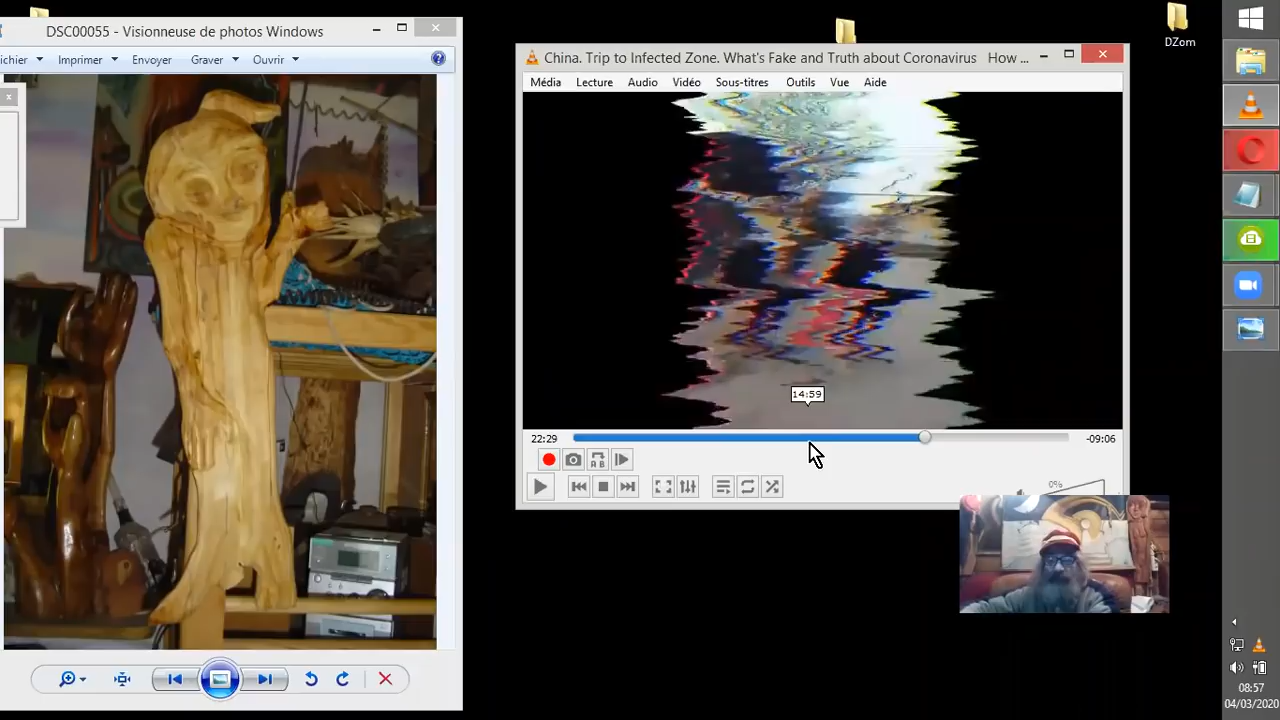 DSC00055 - Visionneuse de photos Windows
chier Imprimer Envoyer Graver Ouvrir
DZom
China. Trip to Infected Zone. What's Fake and Truth about Coronavirus How ...
Média Lecture Audio Vidéo Sous-titres Outils Vue Aide
14:59
22:29
-09:06
A B
0%
08:57
04/03/2020